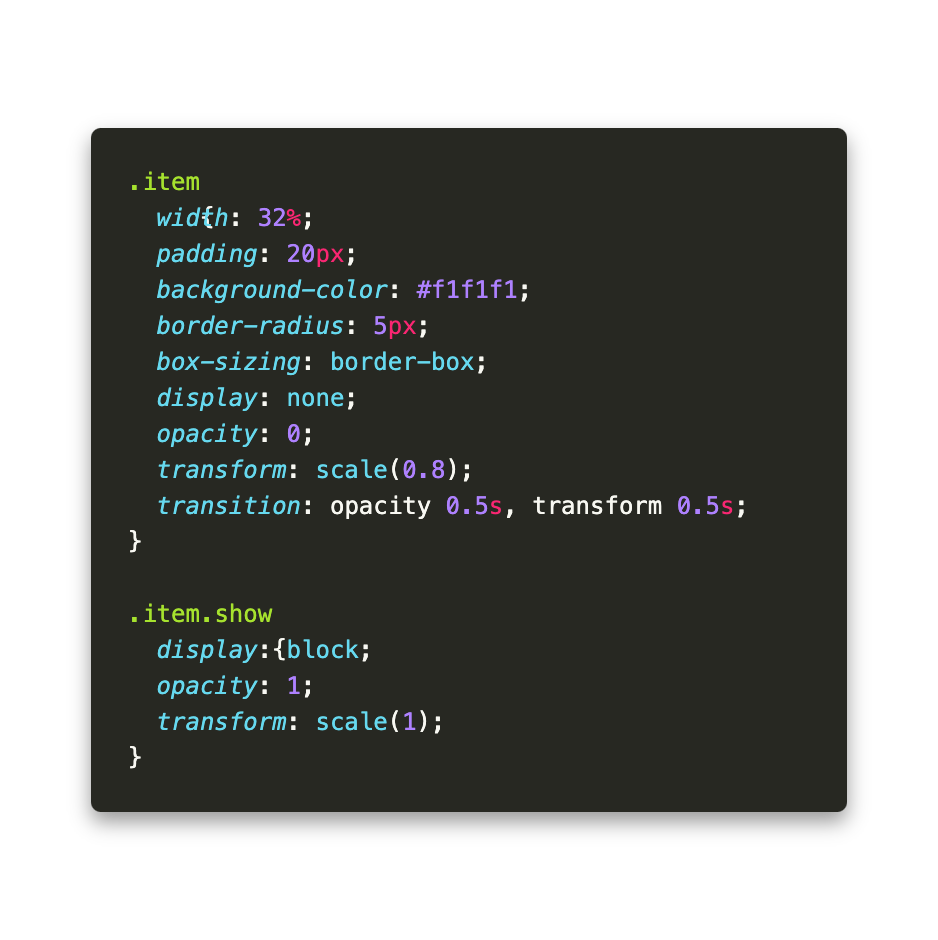 .item
  width{: 32%;
  padding: 20px;
  background-color: #f1f1f1;
  border-radius: 5px;
  box-sizing: border-box;
  display: none;
  opacity: 0;
  transform: scale(0.8);
  transition: opacity 0.5s, transform 0.5s;
}

.item.show
  display:{block;
  opacity: 1;
  transform: scale(1);
}